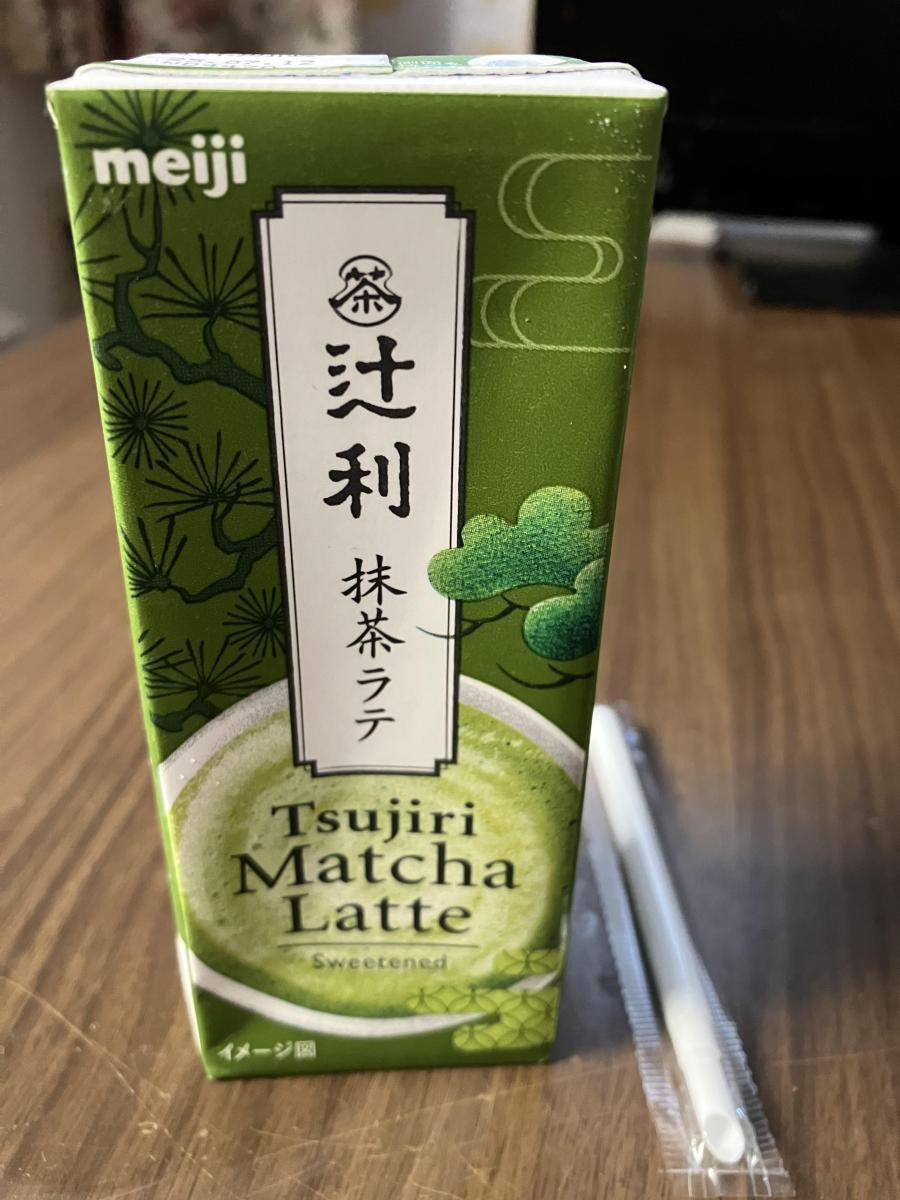 meiji
茶
辻利
抹茶ラテ
Tsujiri
Matcha
Latte
Sweetened
イメージ図